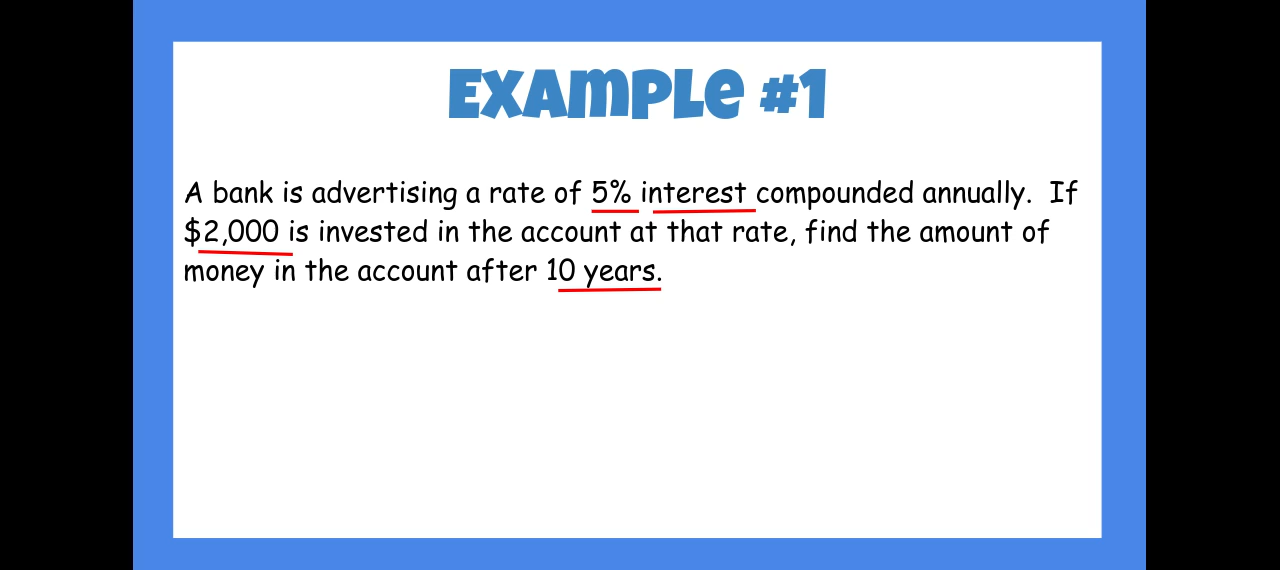 Example #1
A bank is advertising a rate of 5% interest compounded annually. If
$2,000 is invested in the account at that rate, find the amount of
money in the account after 10 years.